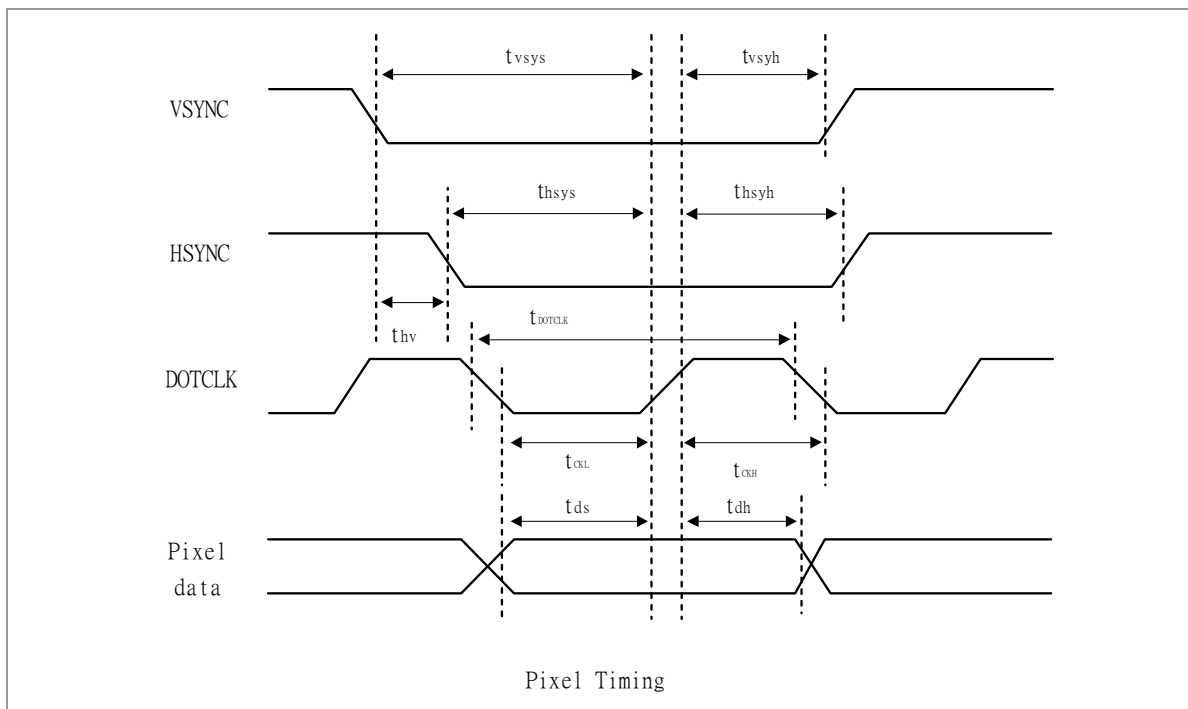 tvsys tvsyh
VSYNC
thsys thsyh
HSYNC
thv tDOTCLK
DOTCLK
tCKL tCKH
tds tdh
Pixel
data
Pixel Timing